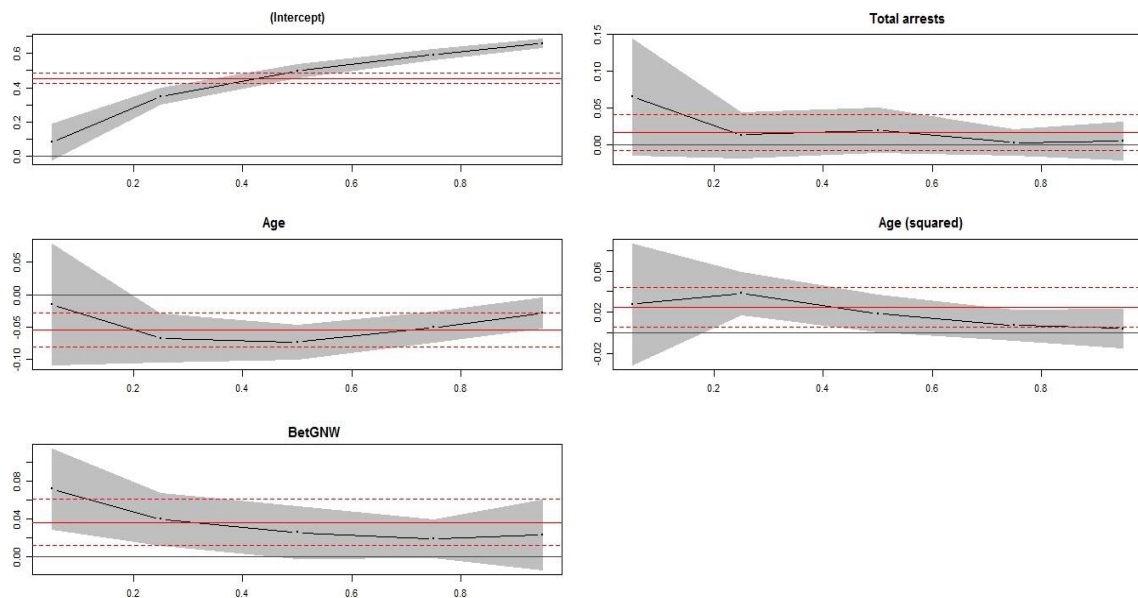 (Intercept)
0.0 0.2 0.4 0.6
0.2 0.4 0.6 0.8
Total arrests
0.00 0.05 0.10 0.15
0.2 0.4 0.6 0.8
Age
-0.10 -0.05 0.00 0.05
0.2 0.4 0.6 0.8
Age (squared)
-0.02 0.02 0.06
0.2 0.4 0.6 0.8
BetGNW
0.00 0.04 0.08
0.2 0.4 0.6 0.8